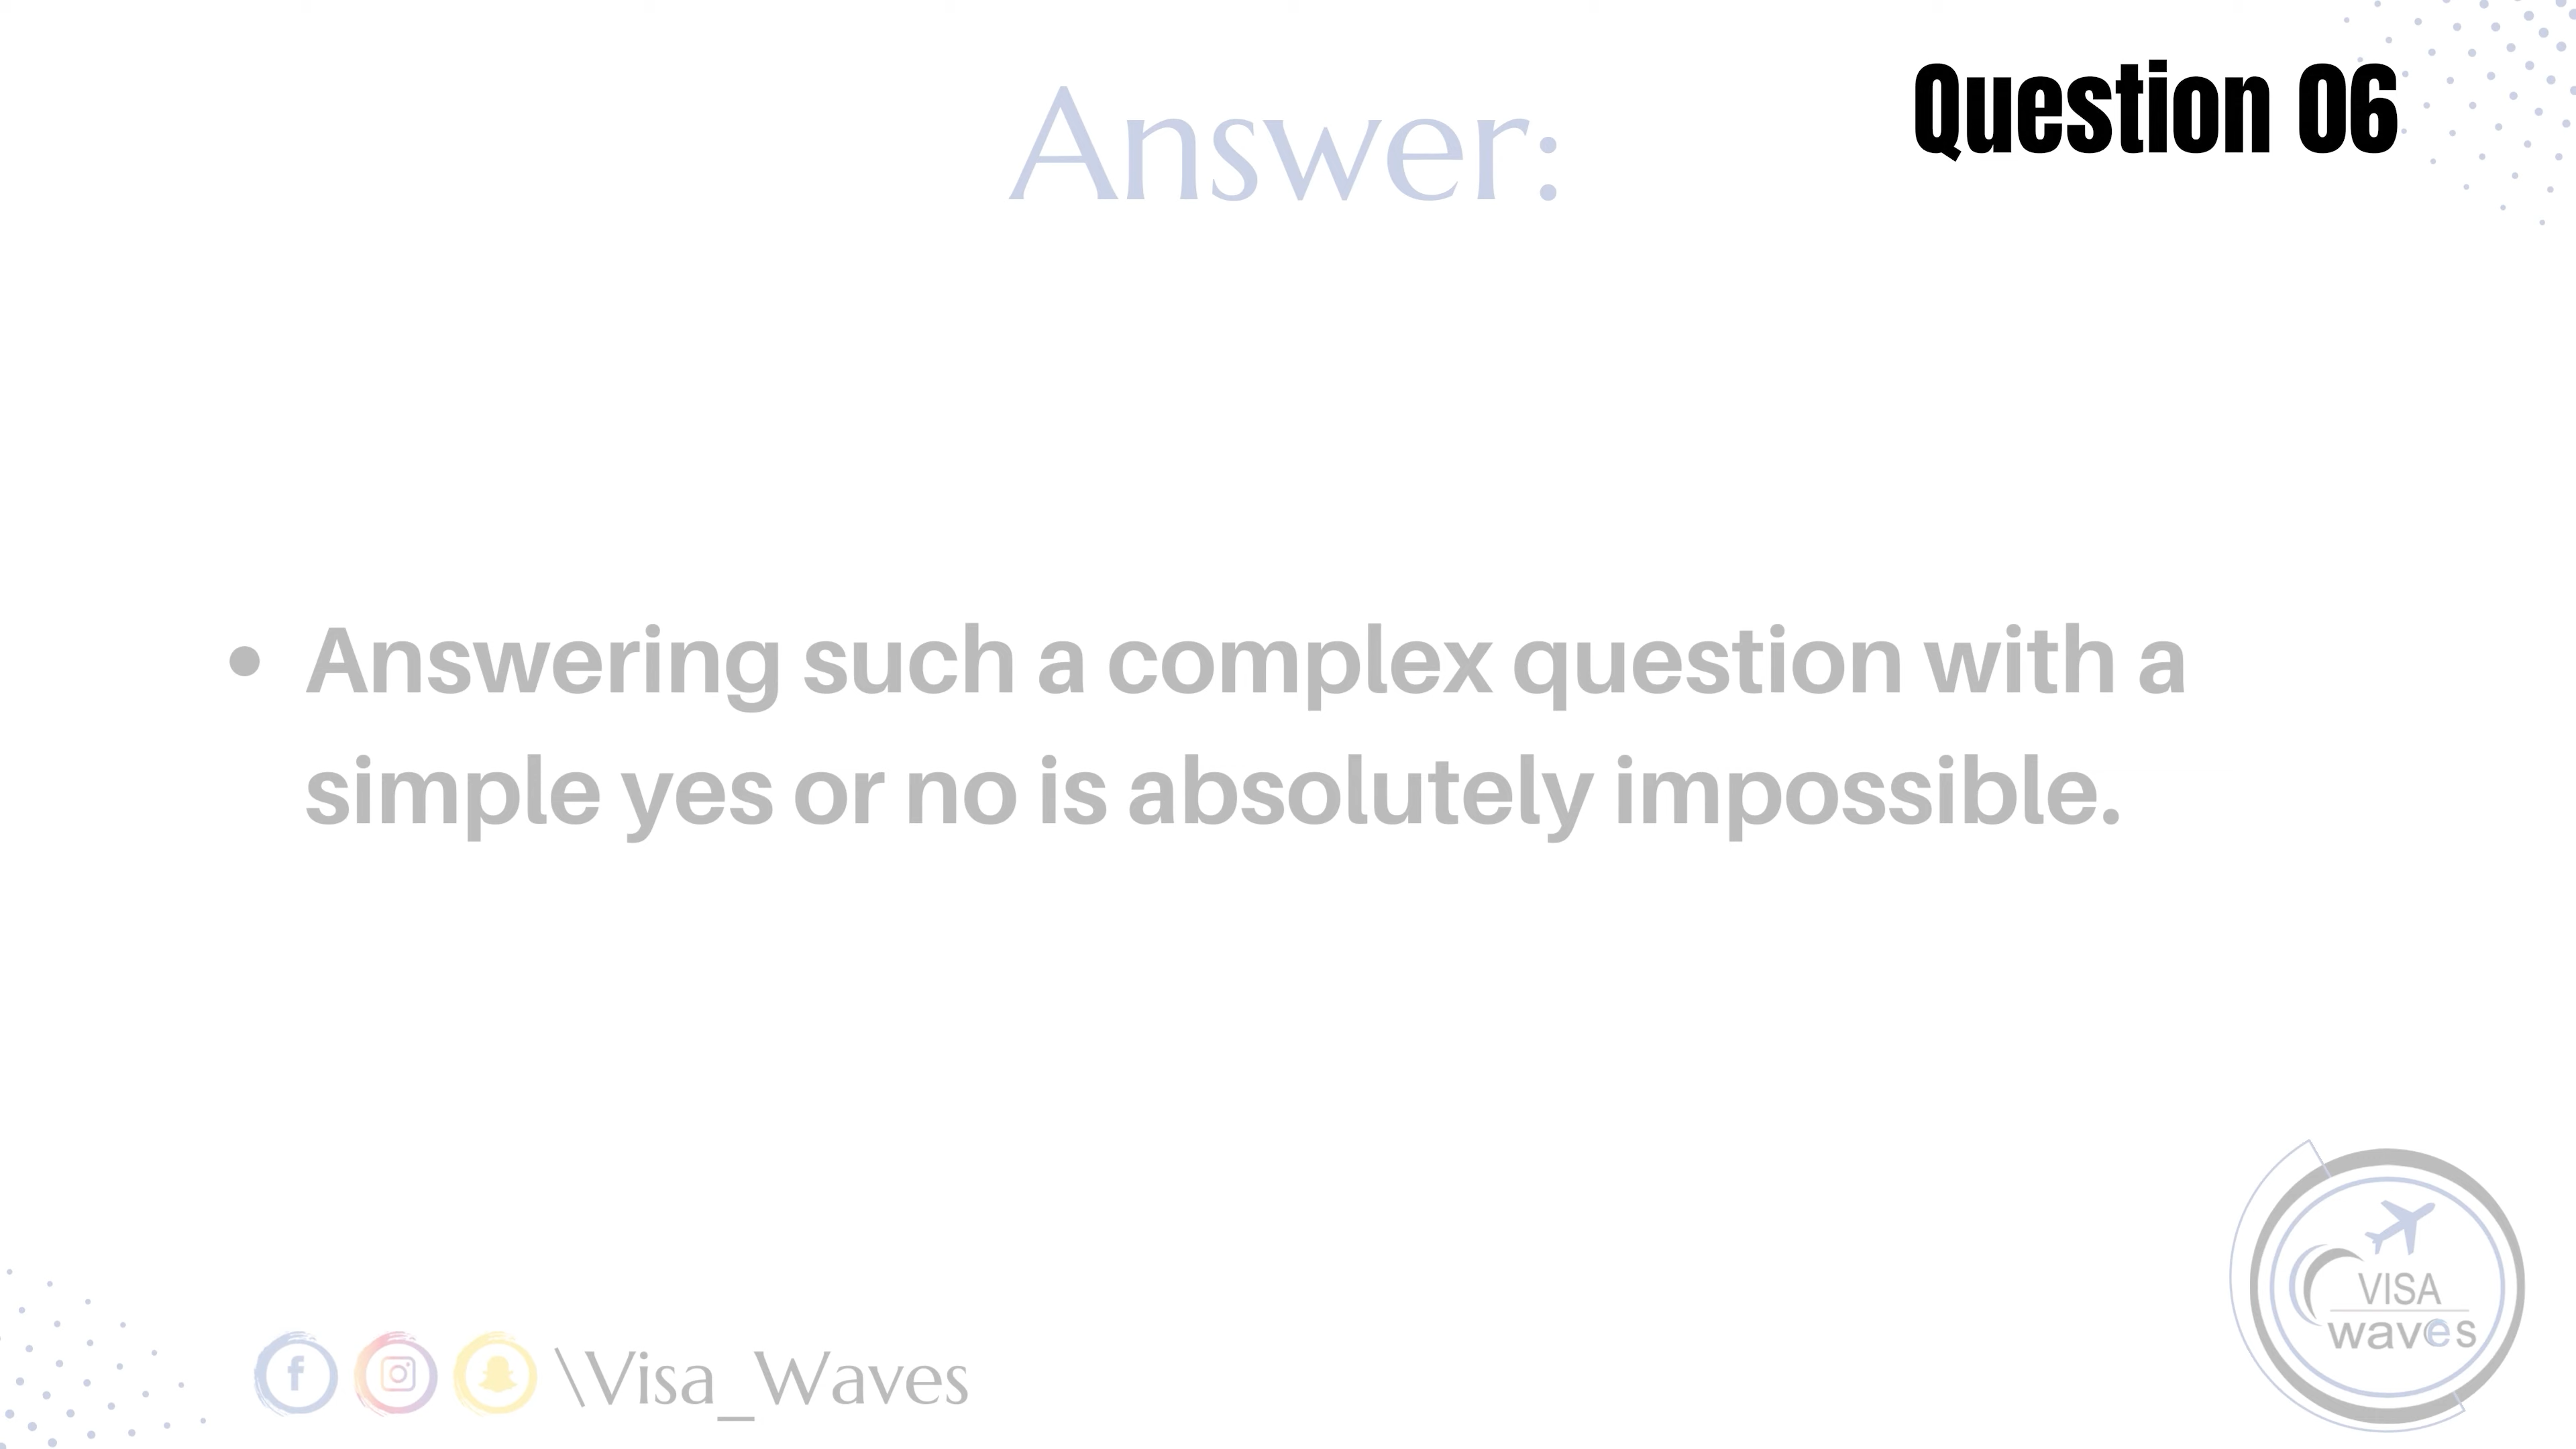 Question 06
Answer:
• Answering such a complex question with a
simple yes or no is absolutely impossible.
\Visa_Waves
VISA
waves